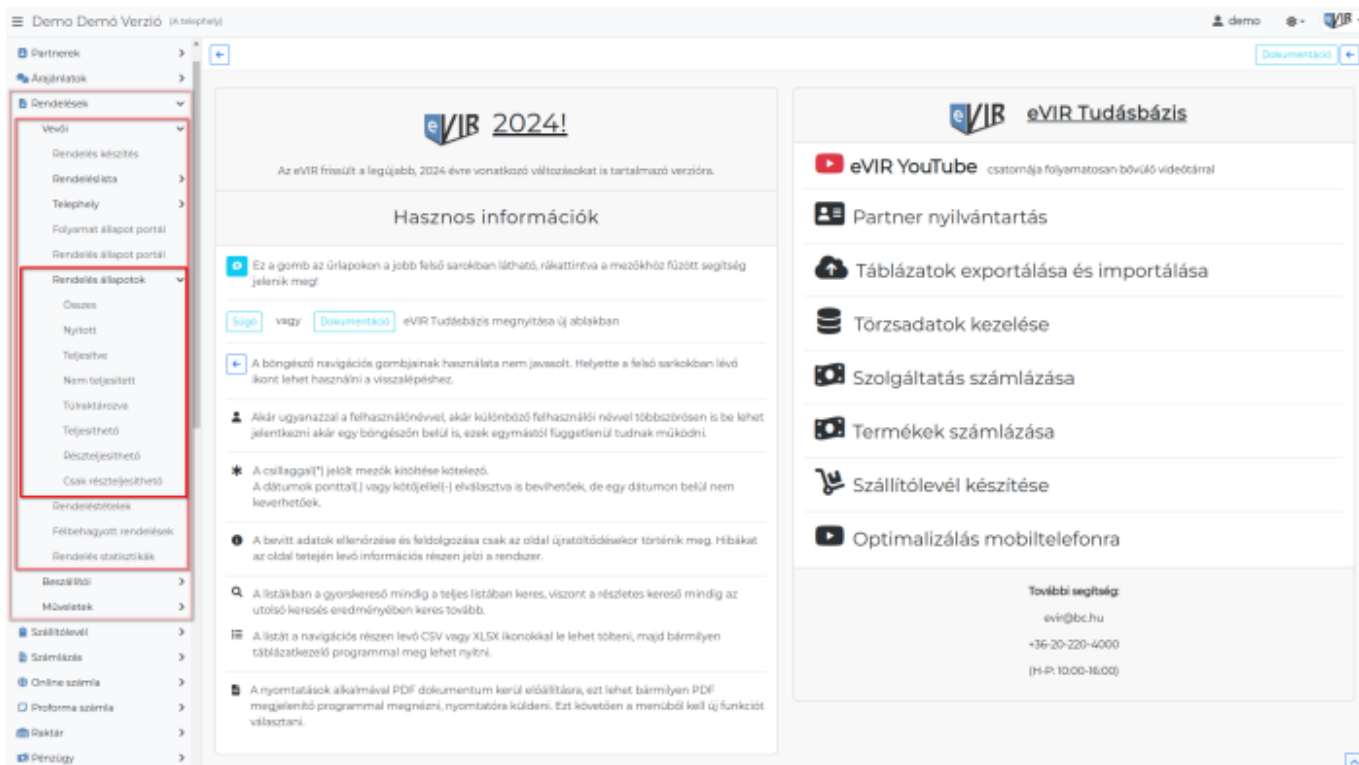 Demo Demó Verzió (A telephely)
demo
eVIR
Partnerek
Árajánlatok
Rendelések
Vevői
Rendelés készítés
Rendeléslista
Telephely
Folyamat állapot portál
Rendelés állapot portál
Rendelés állapotok
Összes
Nyitott
Teljesítve
Nem teljesített
Túlraktározva
Teljesíthető
Részteljesíthető
Csak részteljesíthető
Rendeléstételek
Félbehagyott rendelések
Rendelés statisztikák
Beszállítói
Műveletek
Szállítólevél
Számlázás
Online számla
Proforma számla
Raktár
Pénzügy
Dokumentáció
eVIR 2024!
Az eVIR frissült a legújabb, 2024 évre vonatkozó változásokat is tartalmazó verzióra.
Hasznos információk
Ez a gomb az űrlapokon a jobb felső sarokban látható, rákattintva a mezőkhöz fűzött segítség
jelenik meg!
Súgó vagy Dokumentáció eVIR Tudásbázis megnyitása új ablakban
A böngésző navigációs gombjainak használata nem javasolt. Helyette a felső sarkokban lévő
ikont lehet használni a visszalépéshez.
Akár ugyanazzal a felhasználónévvel, akár különböző felhasználói névvel többszörösen is be lehet
jelentkezni akár egy böngészőn belül is, ezek egymástól függetlenül tudnak működni.
A csillaggal(*) jelölt mezők kitöltése kötelező.
A dátumok ponttal(.) vagy kötőjellel(-) elválasztva is bevihetőek, de egy dátumon belül nem
keverhetőek.
A bevitt adatok ellenőrzése és feldolgozása csak az oldal újratöltődésekor történik meg. Hibákat
az oldal tetején levő információs részen jelzi a rendszer.
A listákban a gyorskereső mindig a teljes listában keres, viszont a részletes kereső mindig az
utolsó keresés eredményében keres tovább.
A listát a navigációs részen levő CSV vagy XLSX ikonokkal le lehet tölteni, majd bármilyen
táblázatkezelő programmal meg lehet nyitni.
A nyomtatások alkalmával PDF dokumentum kerül előállításra, ezt lehet bármilyen PDF
megjelenítő programmal megnézni, nyomtatóra küldeni. Ezt követően a menüből kell új funkciót
választani.
eVIR eVIR Tudásbázis
eVIR YouTube csatornája folyamatosan bővülő videótárral
Partner nyilvántartás
Táblázatok exportálása és importálása
Törzsadatok kezelése
Szolgáltatás számlázása
Termékek számlázása
Szállítólevél készítése
Optimalizálás mobiltelefonra
További segítség:
evir@bc.hu
+36-20-220-4000
(H-P: 10:00-16:00)